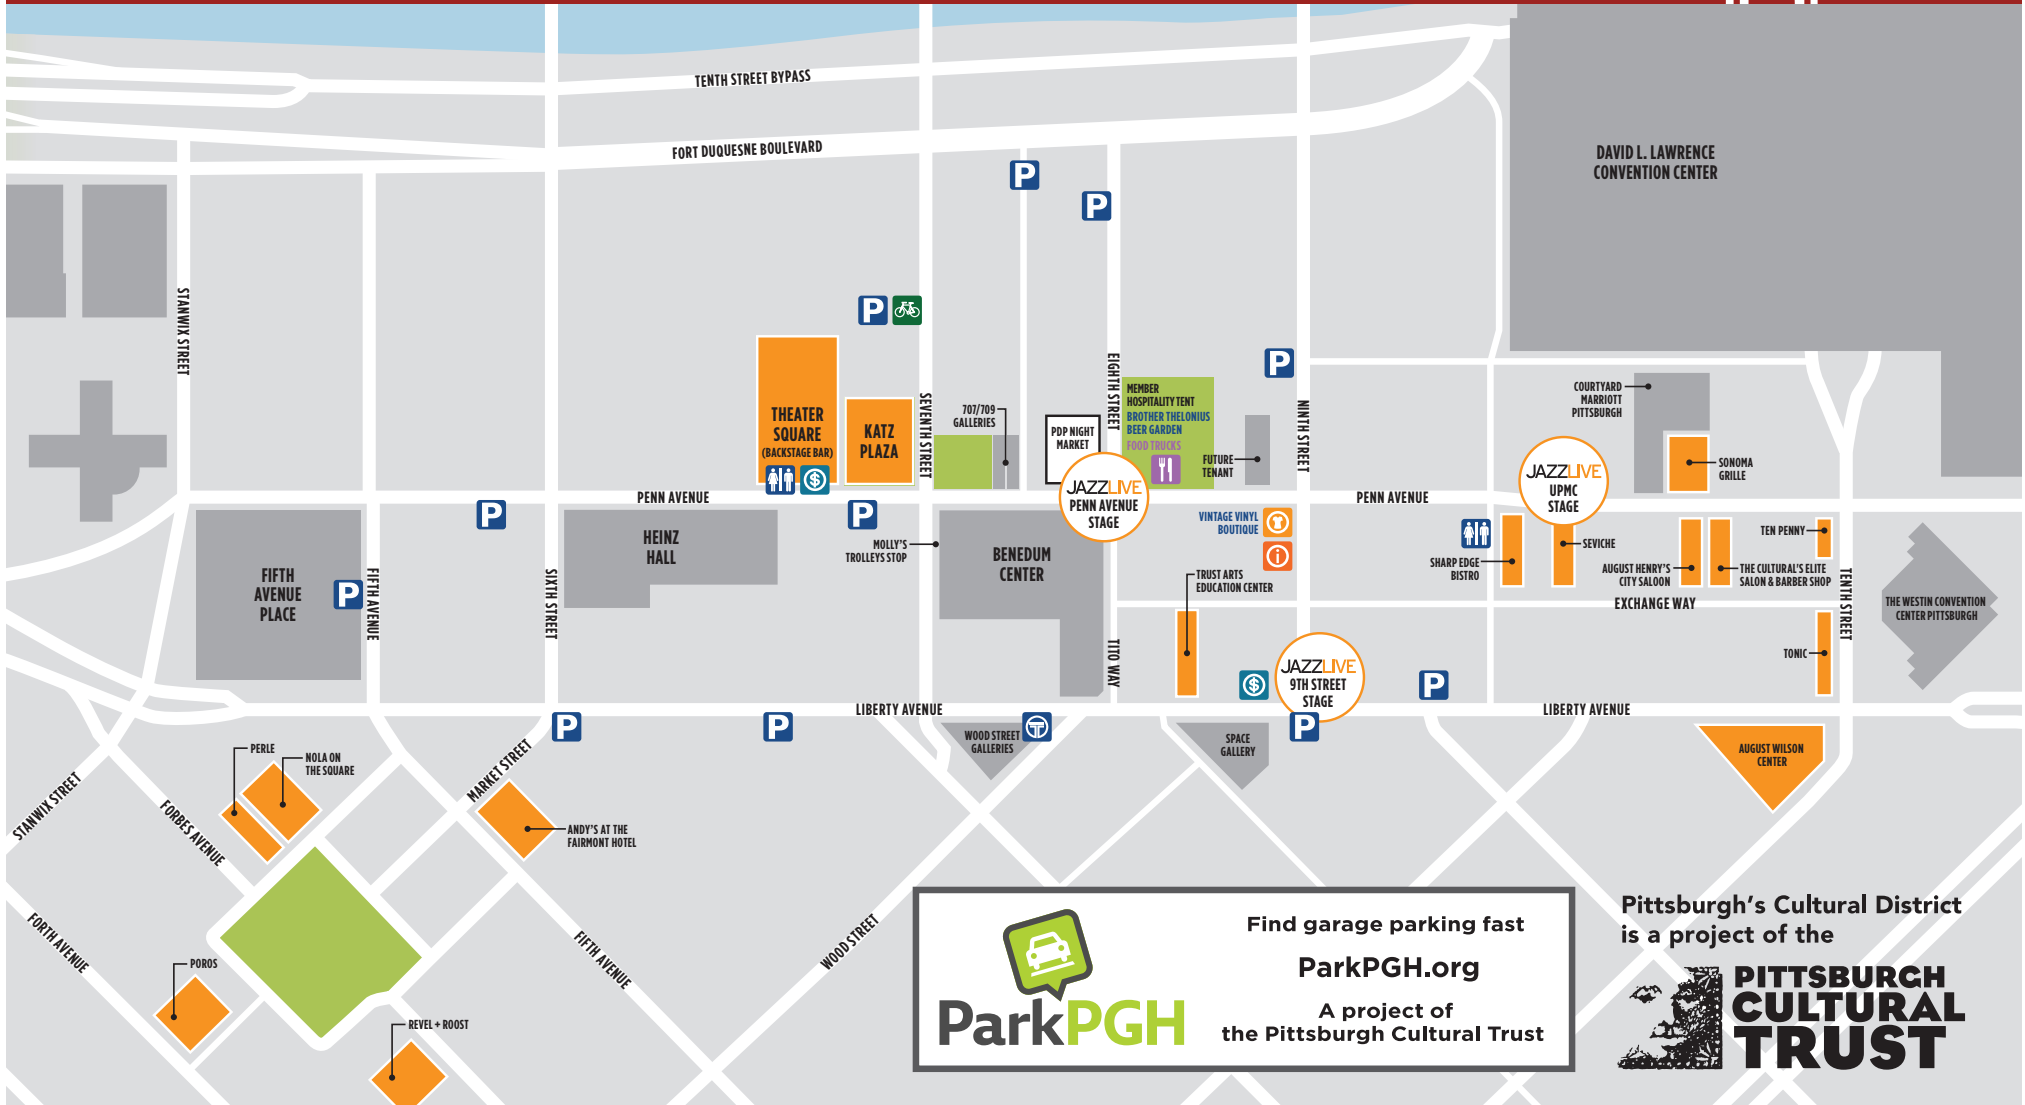 TENTH STREET BYPASS
FORT DUQUESNE BOULEVARD
DAVID L. LAWRENCE
CONVENTION CENTER
P
P
STANWIX STREET
P
P
THEATER
SQUARE
(BACKSTAGE BAR)
$
KATZ
PLAZA
SEVENTH STREET
707/709
GALLERIES
PDP NIGHT
MARKET
EIGHTH STREET
MEMBER
HOSPITALITY TENT
BROTHER THELONIUS
BEER GARDEN
FOOD TRUCKS
FUTURE
TENANT
NINTH STREET
COURTYARD
MARRIOTT
PITTSBURGH
SONOMA
GRILLE
JAZZLIVE
PENN AVENUE
STAGE
JAZZLIVE
UPMC
STAGE
PENN AVENUE
PENN AVENUE
P
P
HEINZ
HALL
MOLLY'S
TROLLEYS STOP
BENEDUM
CENTER
VINTAGE VINYL
BOUTIQUE
i
TRUST ARTS
EDUCATION CENTER
SHARP EDGE
BISTRO
SEVICHE
AUGUST HENRY'S
CITY SALOON
THE CULTURAL'S ELITE
SALON & BARBER SHOP
TEN PENNY
EXCHANGE WAY
TENTH STREET
THE WESTIN CONVENTION
CENTER PITTSBURGH
TONIC
FIFTH
AVENUE
PLACE
P
FIFTH AVENUE
SIXTH STREET
TITO WAY
$
JAZZLIVE
9TH STREET
STAGE
P
P
LIBERTY AVENUE
LIBERTY AVENUE
P
P
T
WOOD STREET
GALLERIES
SPACE
GALLERY
AUGUST WILSON
CENTER
PERLE
NOLA ON
THE SQUARE
MARKET STREET
STANWIX STREET
FORBES AVENUE
ANDY'S AT THE
FAIRMONT HOTEL
FORTH AVENUE
FIFTH AVENUE
WOOD STREET
POROS
REVEL + ROOST
ParkPGH
Find garage parking fast
ParkPGH.org
A project of
the Pittsburgh Cultural Trust
Pittsburgh's Cultural District
is a project of the
PITTSBURGH
CULTURAL
TRUST